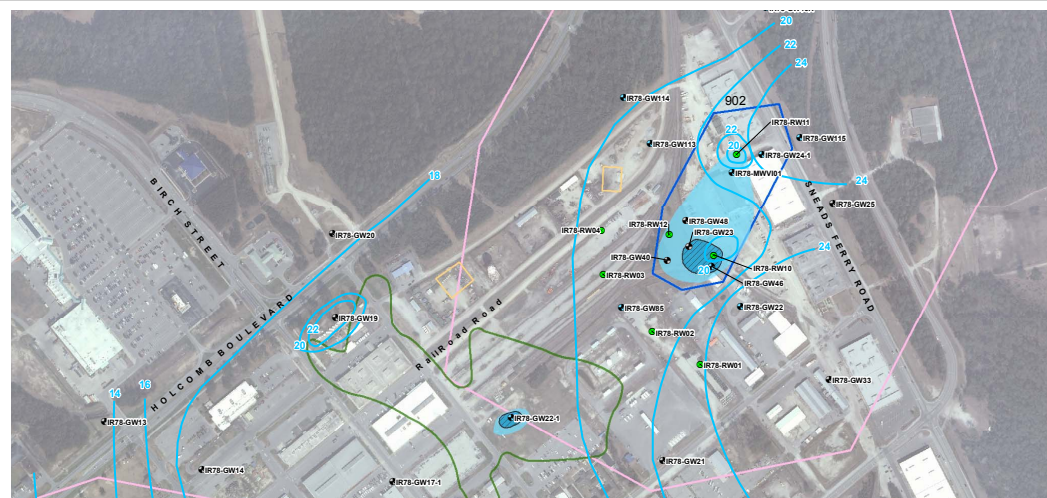 20
22
24
IR78-GW114
902
IR78-RW11
22
IR78-GW115
IR78-GW113
20
IR78-GW24-1
IR78-MWVI01
18
24
BIRCH STREET
SNEADS FERRY ROAD
IR78-GW25
IR78-GW48
IR78-RW12
IR78-GW20
IR78-RW04
IR78-GW23
24
IR78-GW40
20
IR78-RW10
IR78-RW03
IR78-GW46
HOLCOMB BOULEVARD
RailRoad Road
IR78-GW85
IR78-GW22
IR78-GW19
22
20
IR78-RW02
IR78-RW01
IR78-GW33
16
14
IR78-GW13
IR78-GW22-1
IR78-GW14
IR78-GW21
IR78-GW17-1